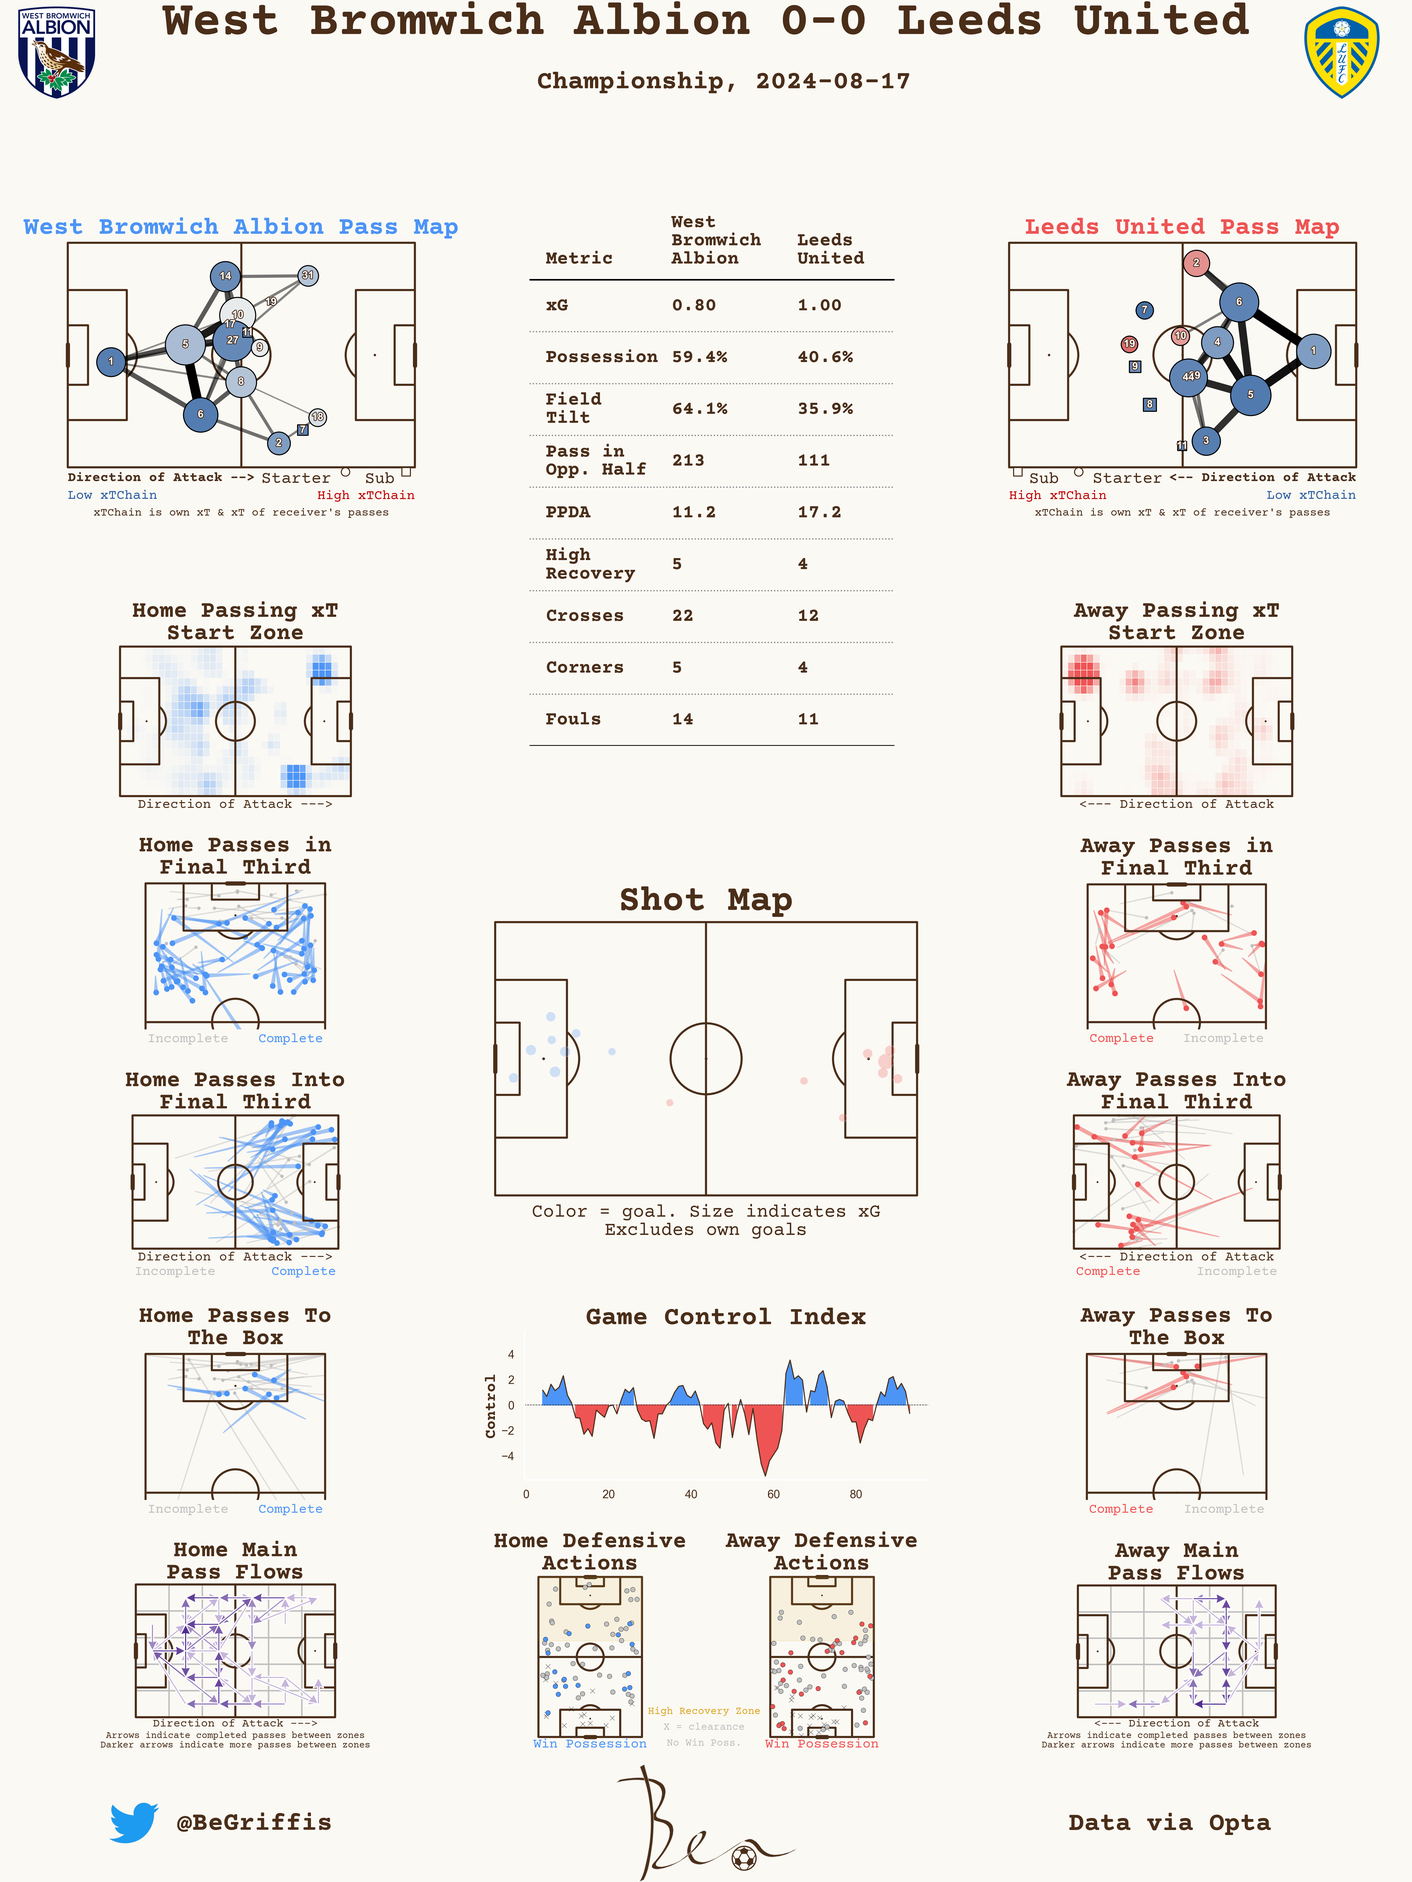 West Bromwich Albion 0-0 Leeds United
Championship, 2024-08-17
WEST BROMWICH
ALBION
LUFC
West Bromwich Albion Pass Map
14
31
19
10
17
11
27
9
5
1
8
6
18
7
2
Direction of Attack --> Starter Sub
Low xTChain High xTChain
xTChain is own xT & xT of receiver's passes
Metric West Bromwich Albion Leeds United
xG 0.80 1.00
Possession 59.4% 40.6%
Field Tilt 64.1% 35.9%
Pass in Opp. Half 213 111
PPDA 11.2 17.2
High Recovery 5 4
Crosses 22 12
Corners 5 4
Fouls 14 11
Leeds United Pass Map
2
6
7
10
19
4
1
9
44
5
8
3
11
Sub Starter <-- Direction of Attack
High xTChain Low xTChain
xTChain is own xT & xT of receiver's passes
Home Passing xT
Start Zone
Direction of Attack --->
Away Passing xT
Start Zone
<--- Direction of Attack
Home Passes in
Final Third
Incomplete Complete
Away Passes in
Final Third
Complete Incomplete
Shot Map
Color = goal. Size indicates xG
Excludes own goals
Home Passes Into
Final Third
Direction of Attack --->
Incomplete Complete
Away Passes Into
Final Third
<--- Direction of Attack
Complete Incomplete
Home Passes To
The Box
Incomplete Complete
Game Control Index
Control
4
2
0
−2
−4
0 20 40 60 80
Away Passes To
The Box
Complete Incomplete
Home Main
Pass Flows
Direction of Attack --->
Arrows indicate completed passes between zones
Darker arrows indicate more passes between zones
Home Defensive
Actions
Win Possession
High Recovery Zone
X = clearance
No Win Poss.
Away Defensive
Actions
Win Possession
Away Main
Pass Flows
<--- Direction of Attack
Arrows indicate completed passes between zones
Darker arrows indicate more passes between zones
@BeGriffis
Ben
Data via Opta